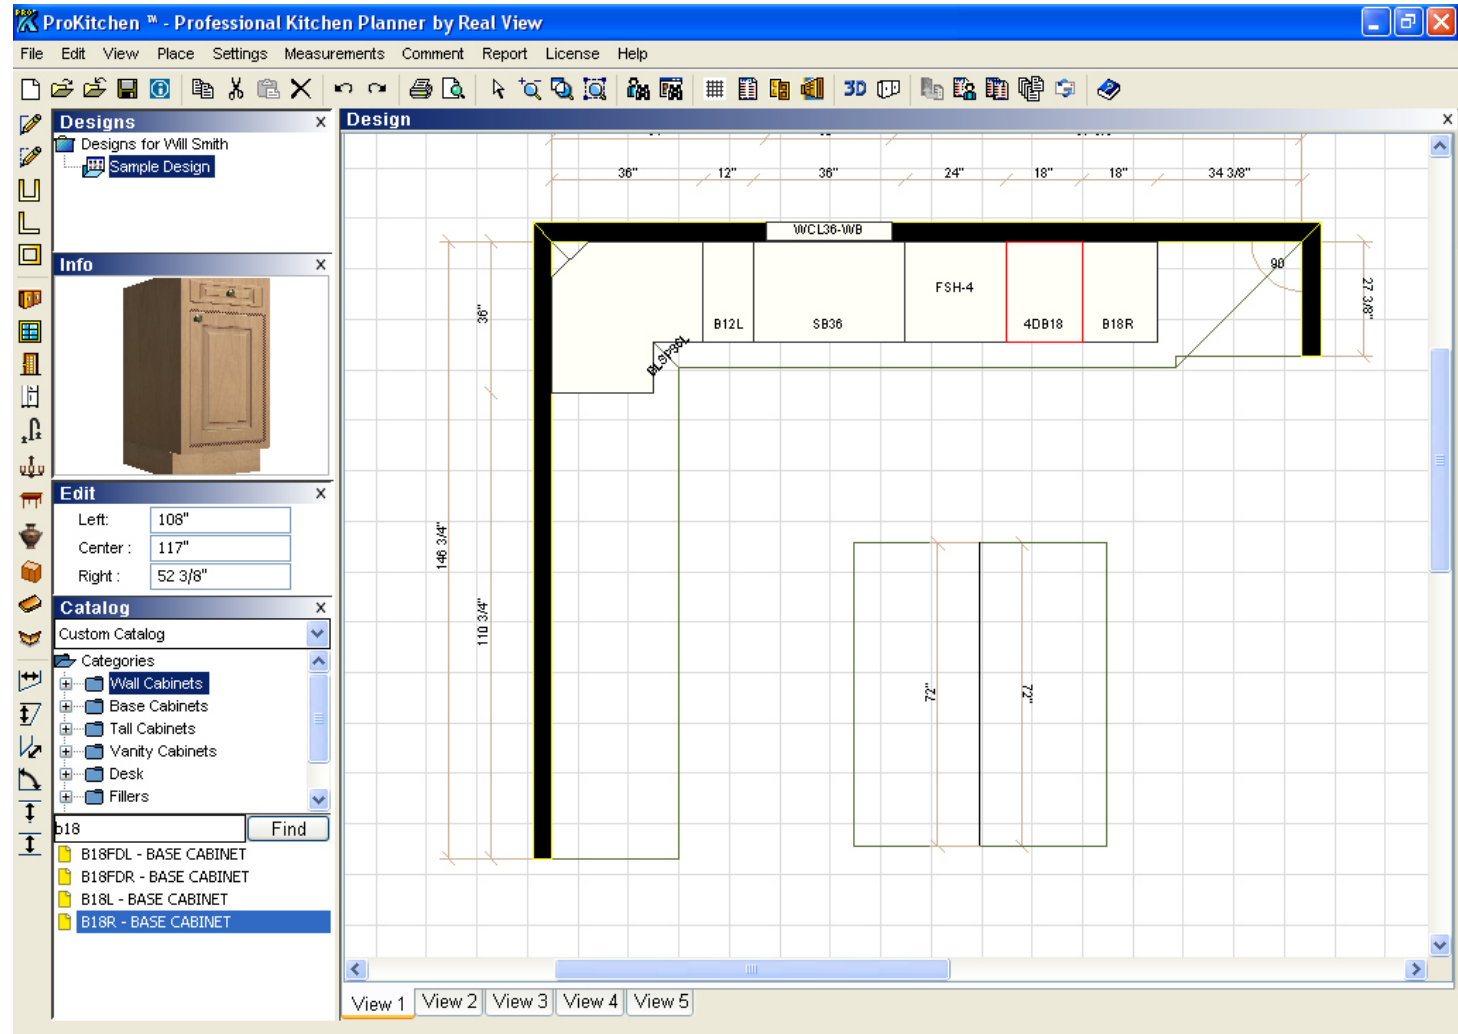 ProKitchen ™ - Professional Kitchen Planner by Real View
File Edit View Place Settings Measurements Comment Report License Help
3D
Designs x
Designs for Will Smith
Sample Design
Info x
Edit x
Left: 108"
Center : 117"
Right : 52 3/8"
Catalog x
Custom Catalog
Categories
Wall Cabinets
Base Cabinets
Tall Cabinets
Vanity Cabinets
Desk
Fillers
b18 Find
B18FDL - BASE CABINET
B18FDR - BASE CABINET
B18L - BASE CABINET
B18R - BASE CABINET
Design x
36" 12" 36" 24" 18" 18" 34 3/8"
WCL36-WB
90
27 3/8"
FSH-4
36"
B12L SB36 4DB18 B18R
146 3/4"
110 3/4"
72" 72"
View 1 View 2 View 3 View 4 View 5